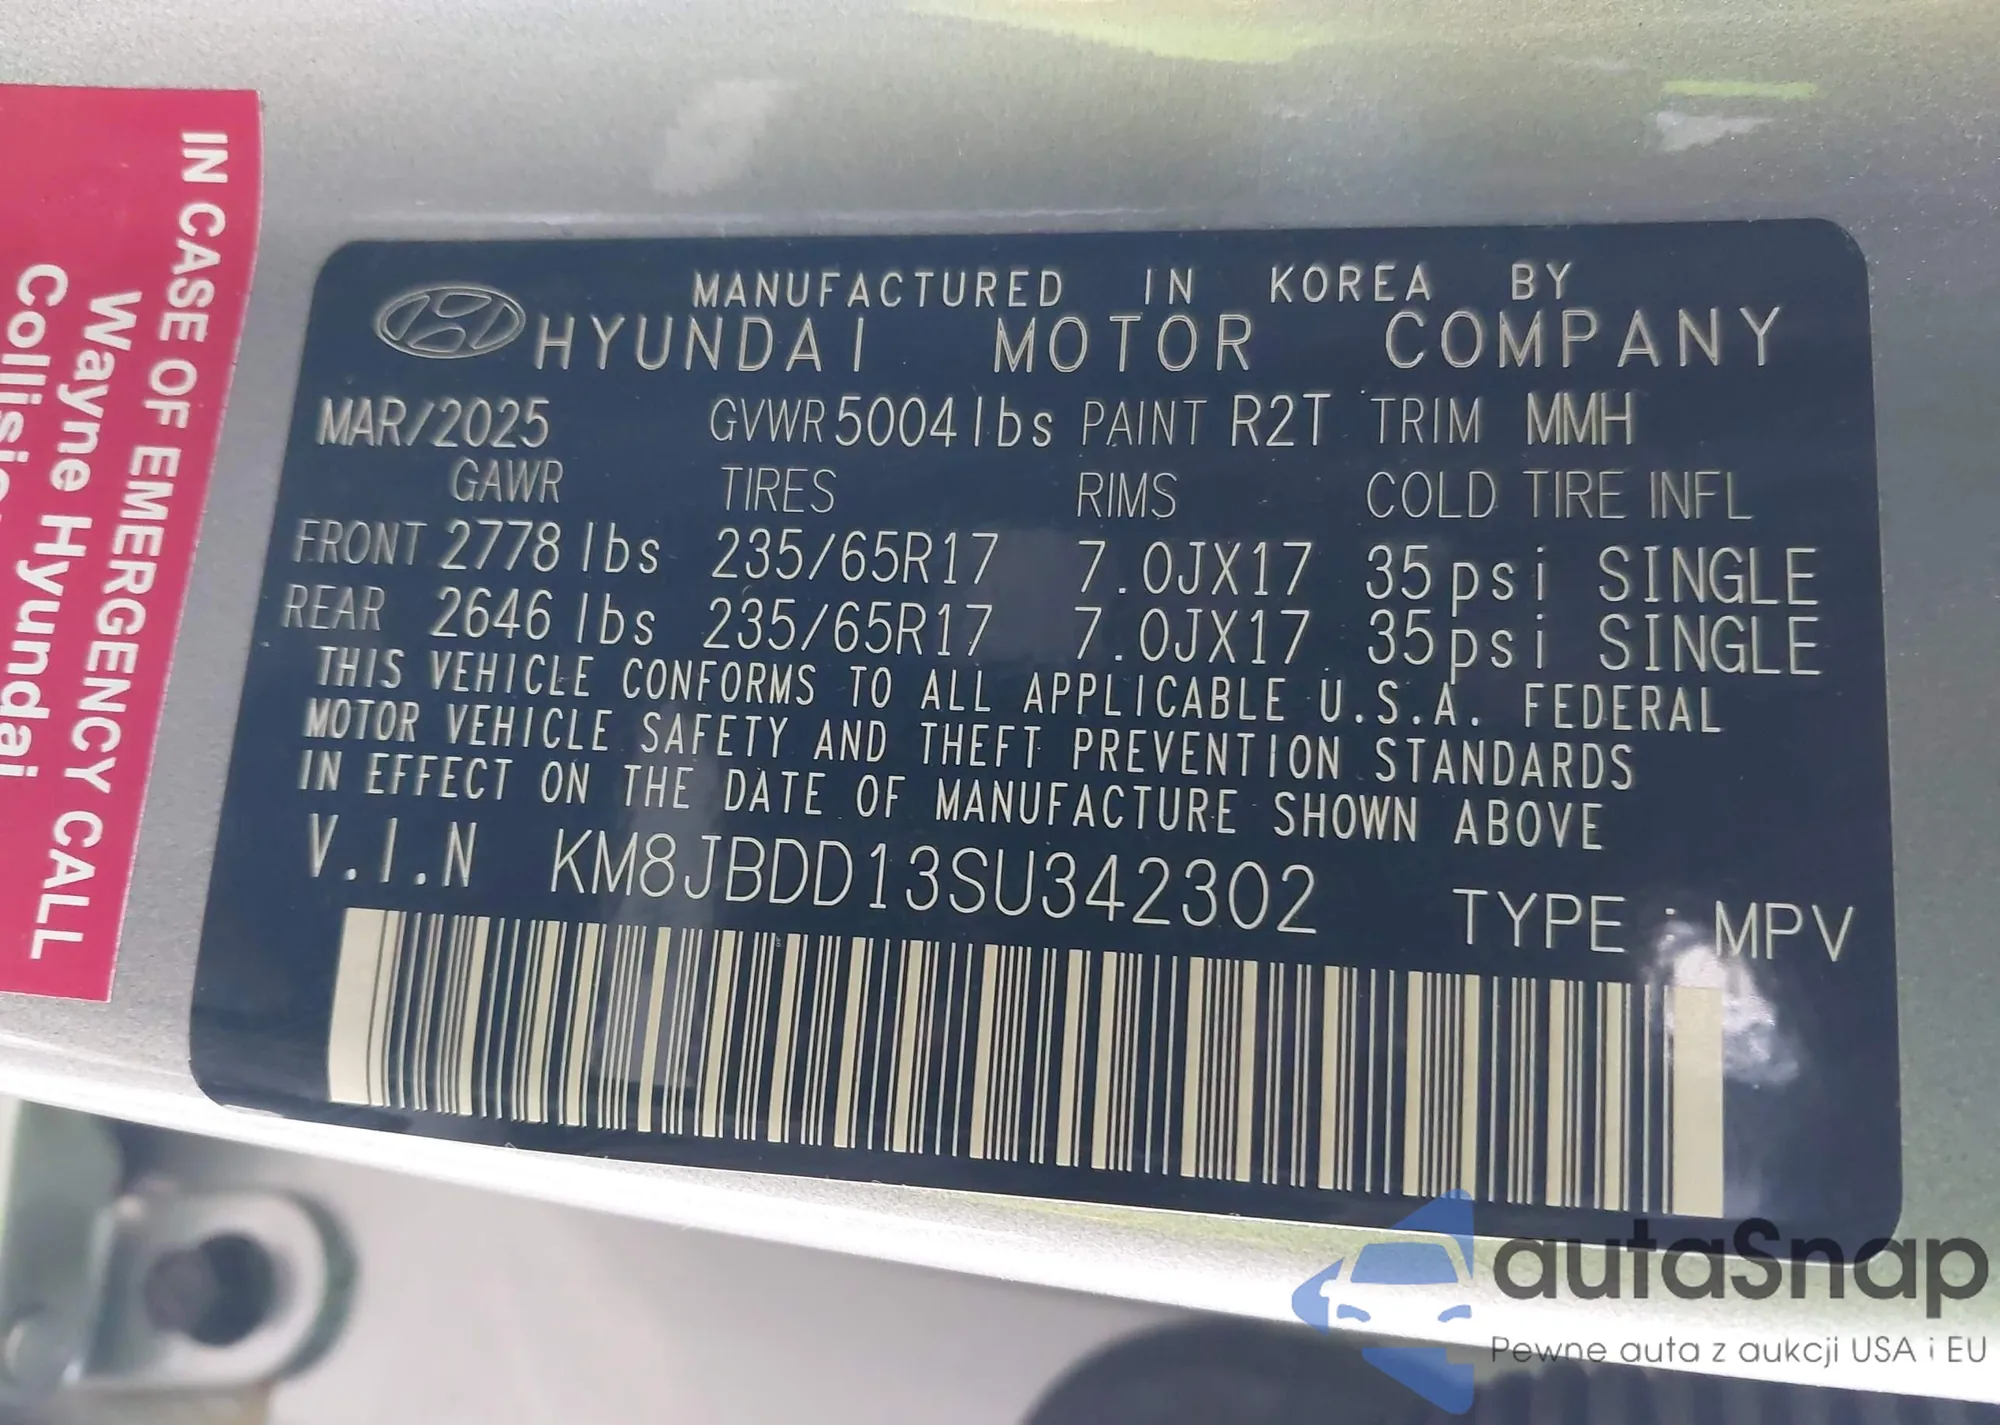 IN CASE OF EMERGENCY CALL
Wayne Hyundai
MANUFACTURED IN KOREA BY
HYUNDAI MOTOR COMPANY
MAR/2025 GVWR 5004 lbs PAINT R2T TRIM MMH
GAWR TIRES RIMS COLD TIRE INFL
FRONT 2778 lbs 235/65R17 7.0JX17 35psi SINGLE
REAR 2646 lbs 235/65R17 7.0JX17 35psi SINGLE
THIS VEHICLE CONFORMS TO ALL APPLICABLE U.S.A. FEDERAL
MOTOR VEHICLE SAFETY AND THEFT PREVENTION STANDARDS
IN EFFECT ON THE DATE OF MANUFACTURE SHOWN ABOVE
V.I.N KM8JBDD13SU342302 TYPE : MPV
autaSnap
Pewne auta z aukcji USA i EU